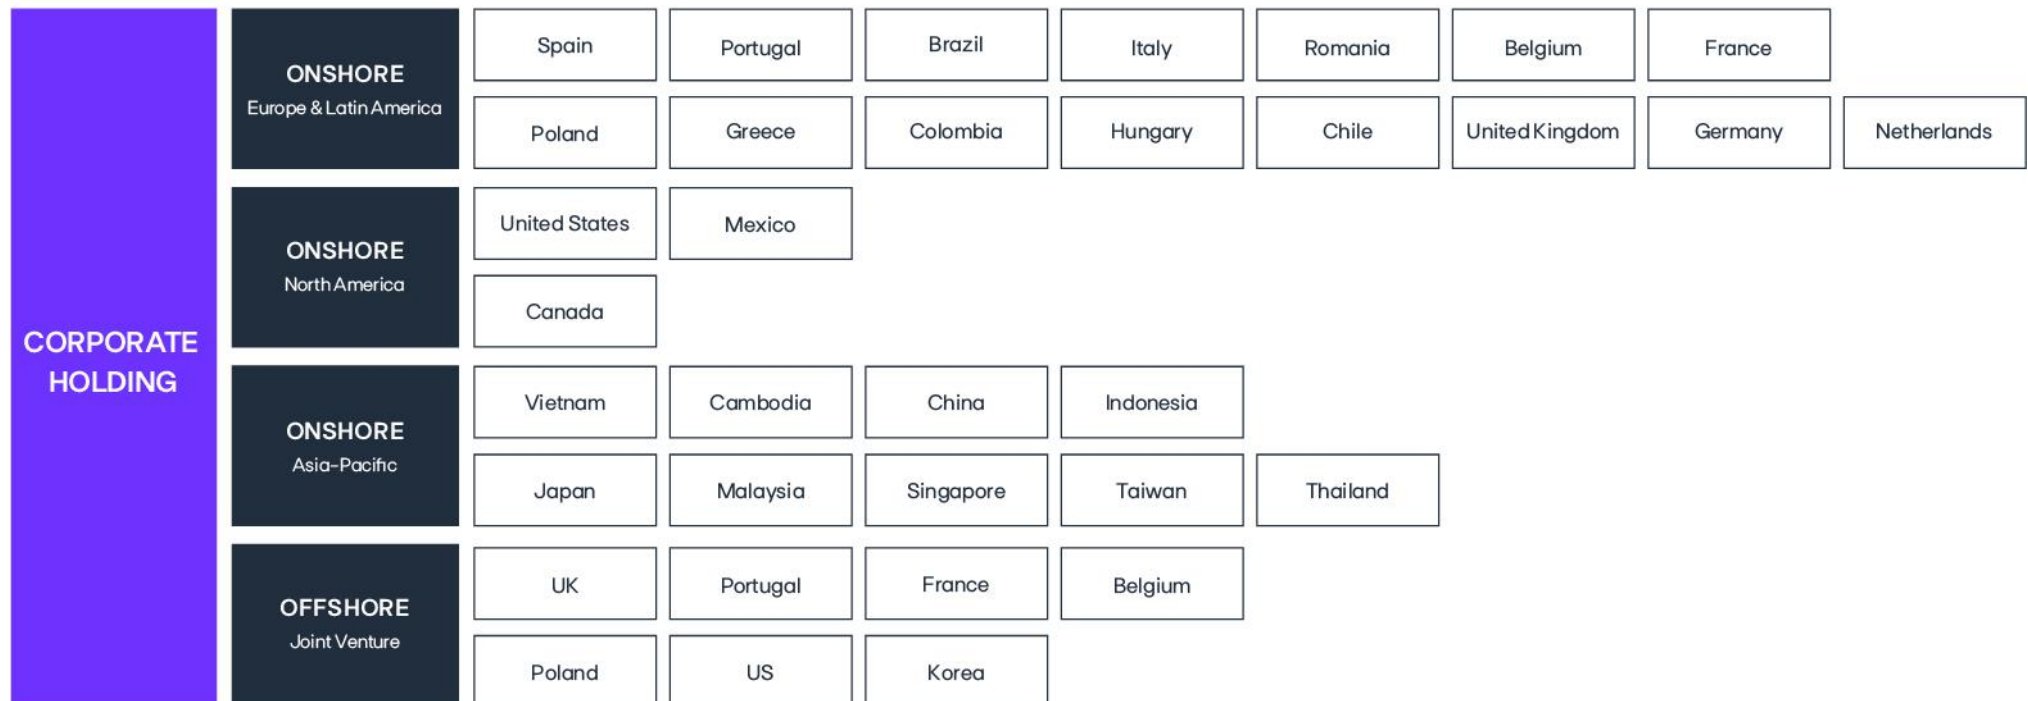 CORPORATE
HOLDING
ONSHORE
Europe & Latin America
Spain
Portugal
Brazil
Italy
Romania
Belgium
France
Poland
Greece
Colombia
Hungary
Chile
United Kingdom
Germany
Netherlands
ONSHORE
North America
United States
Mexico
Canada
ONSHORE
Asia-Pacific
Vietnam
Cambodia
China
Indonesia
Japan
Malaysia
Singapore
Taiwan
Thailand
OFFSHORE
Joint Venture
UK
Portugal
France
Belgium
Poland
US
Korea